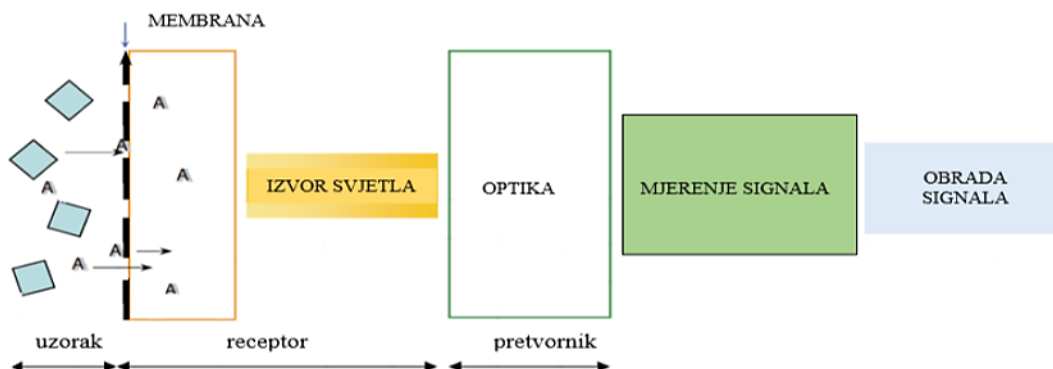 MEMBRANA
A
A
A
A
A
A
A
IZVOR SVJETLA
OPTIKA
MJERENJE SIGNALA
OBRADA
SIGNALA
uzorak
receptor
pretvornik